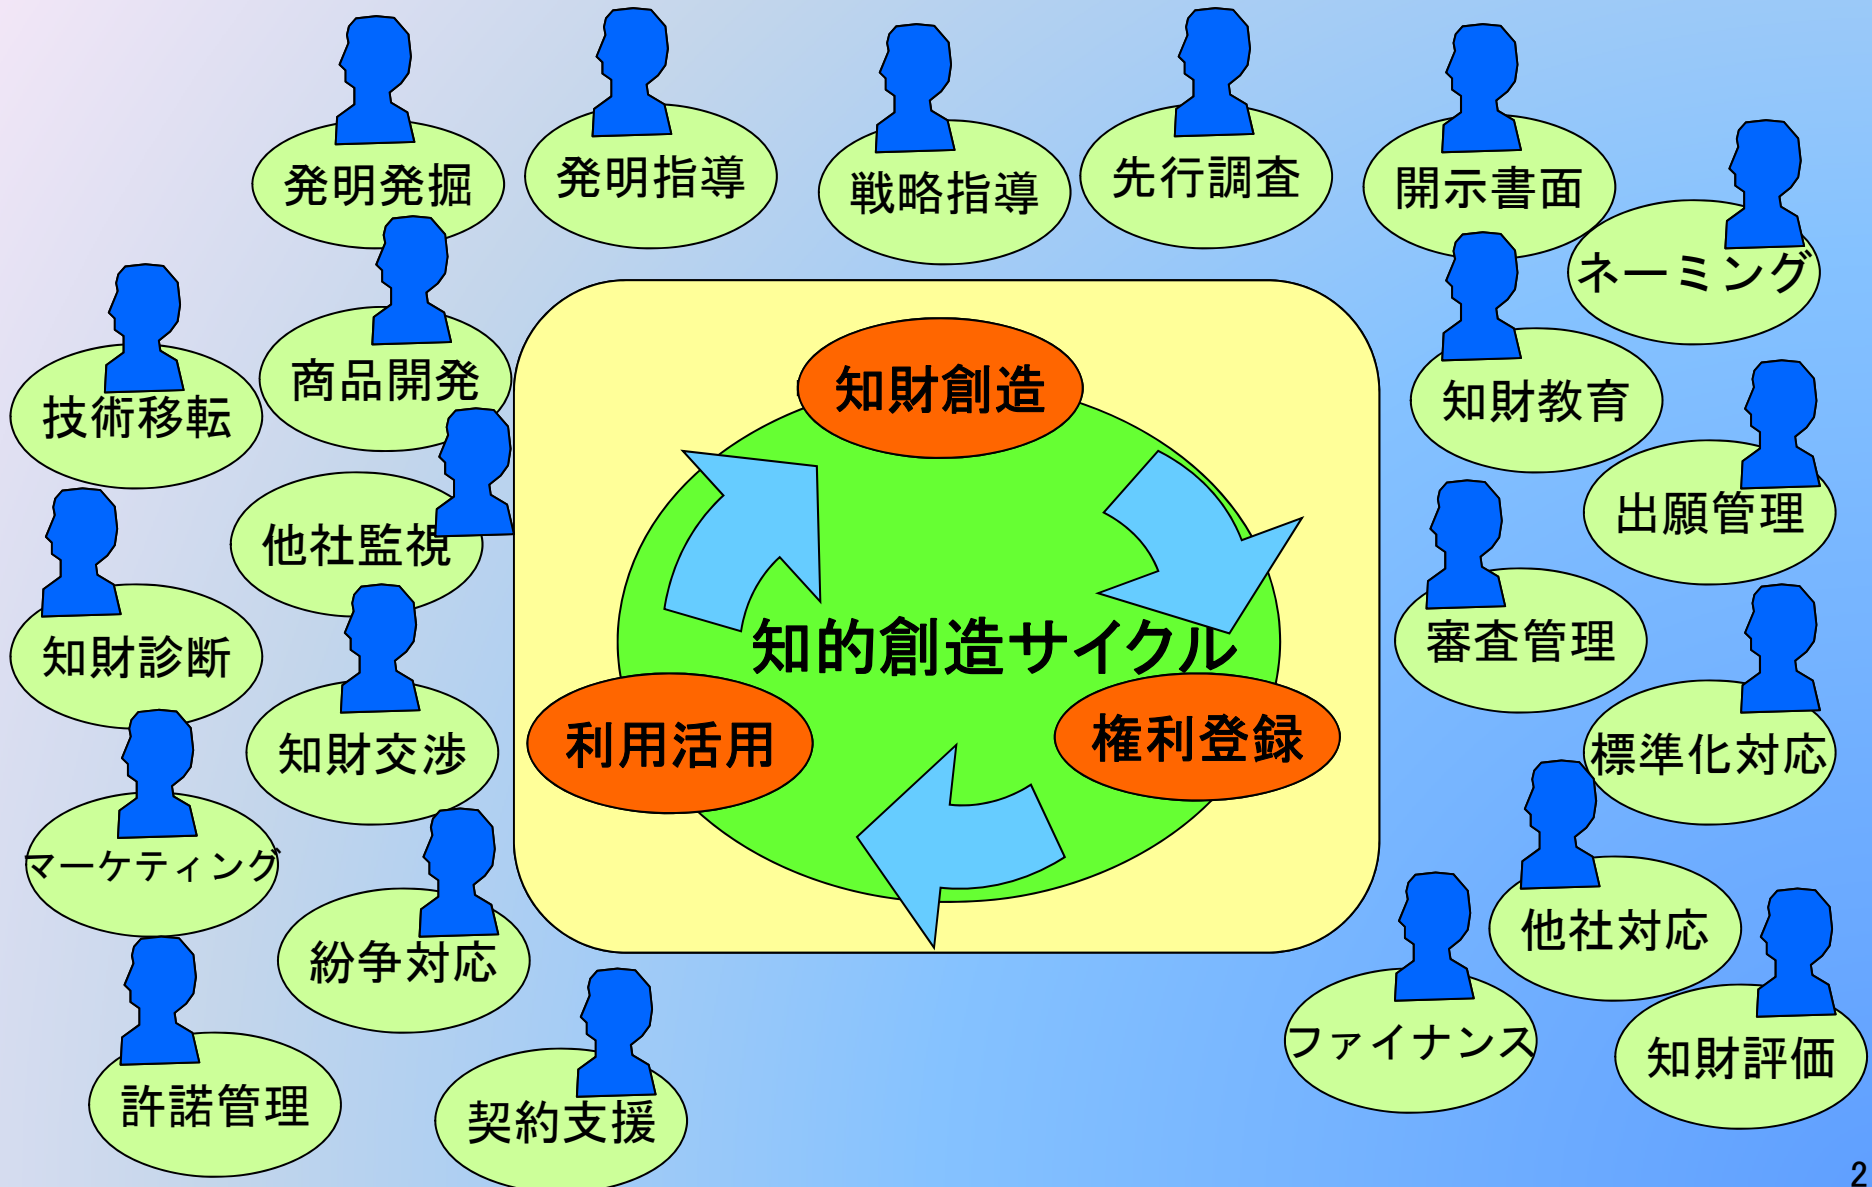 発明発掘
発明指導
戦略指導
先行調査
開示書面
ネーミング
商品開発
技術移転
知財創造
知財教育
出願管理
他社監視
知財診断
知的創造サイクル
審査管理
知財交渉
利用活用
権利登録
標準化対応
マーケティング
紛争対応
他社対応
ファイナンス
知財評価
許諾管理
契約支援
2